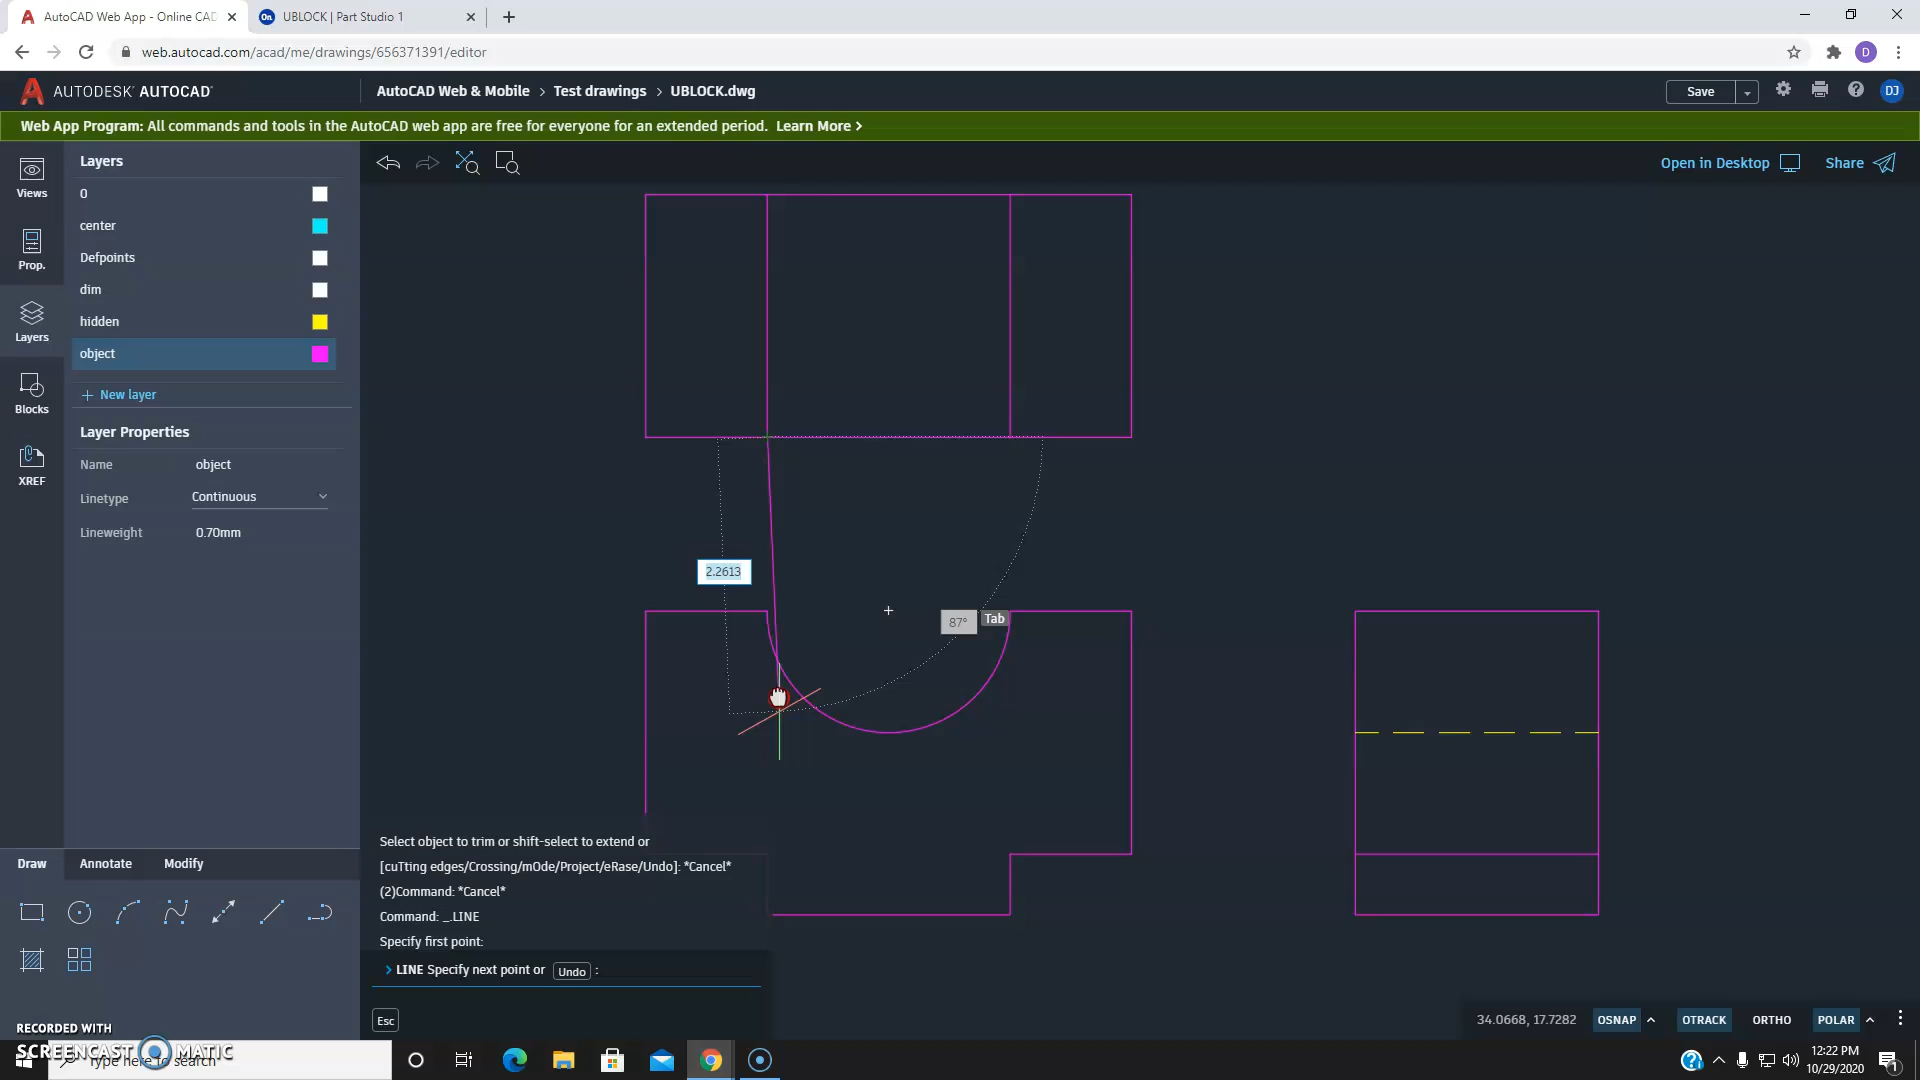 AutoCAD Web App - Online CAD
UBLOCK | Part Studio 1
web.autocad.com/acad/me/drawings/656371391/editor
D
AUTODESK® AUTOCAD®
AutoCAD Web & Mobile > Test drawings > UBLOCK.dwg
Save
DJ
Web App Program: All commands and tools in the AutoCAD web app are free for everyone for an extended period. Learn More >
Views
Prop.
Layers
Blocks
XREF
Layers
0
center
Defpoints
dim
hidden
object
+ New layer
Layer Properties
Name object
Linetype Continuous
Lineweight 0.70mm
Open in Desktop
Share
2.2613
87°
Tab
Draw Annotate Modify
Select object to trim or shift-select to extend or
[cuTting edges/Crossing/mOde/Project/eRase/Undo]: *Cancel*
(2)Command: *Cancel*
Command: _.LINE
Specify first point:
> LINE Specify next point or Undo :
Esc
34.0668, 17.7282 OSNAP OTRACK ORTHO POLAR
RECORDED WITH
SCREENCAST MATIC
Type here to search
12:22 PM
10/29/2020
1